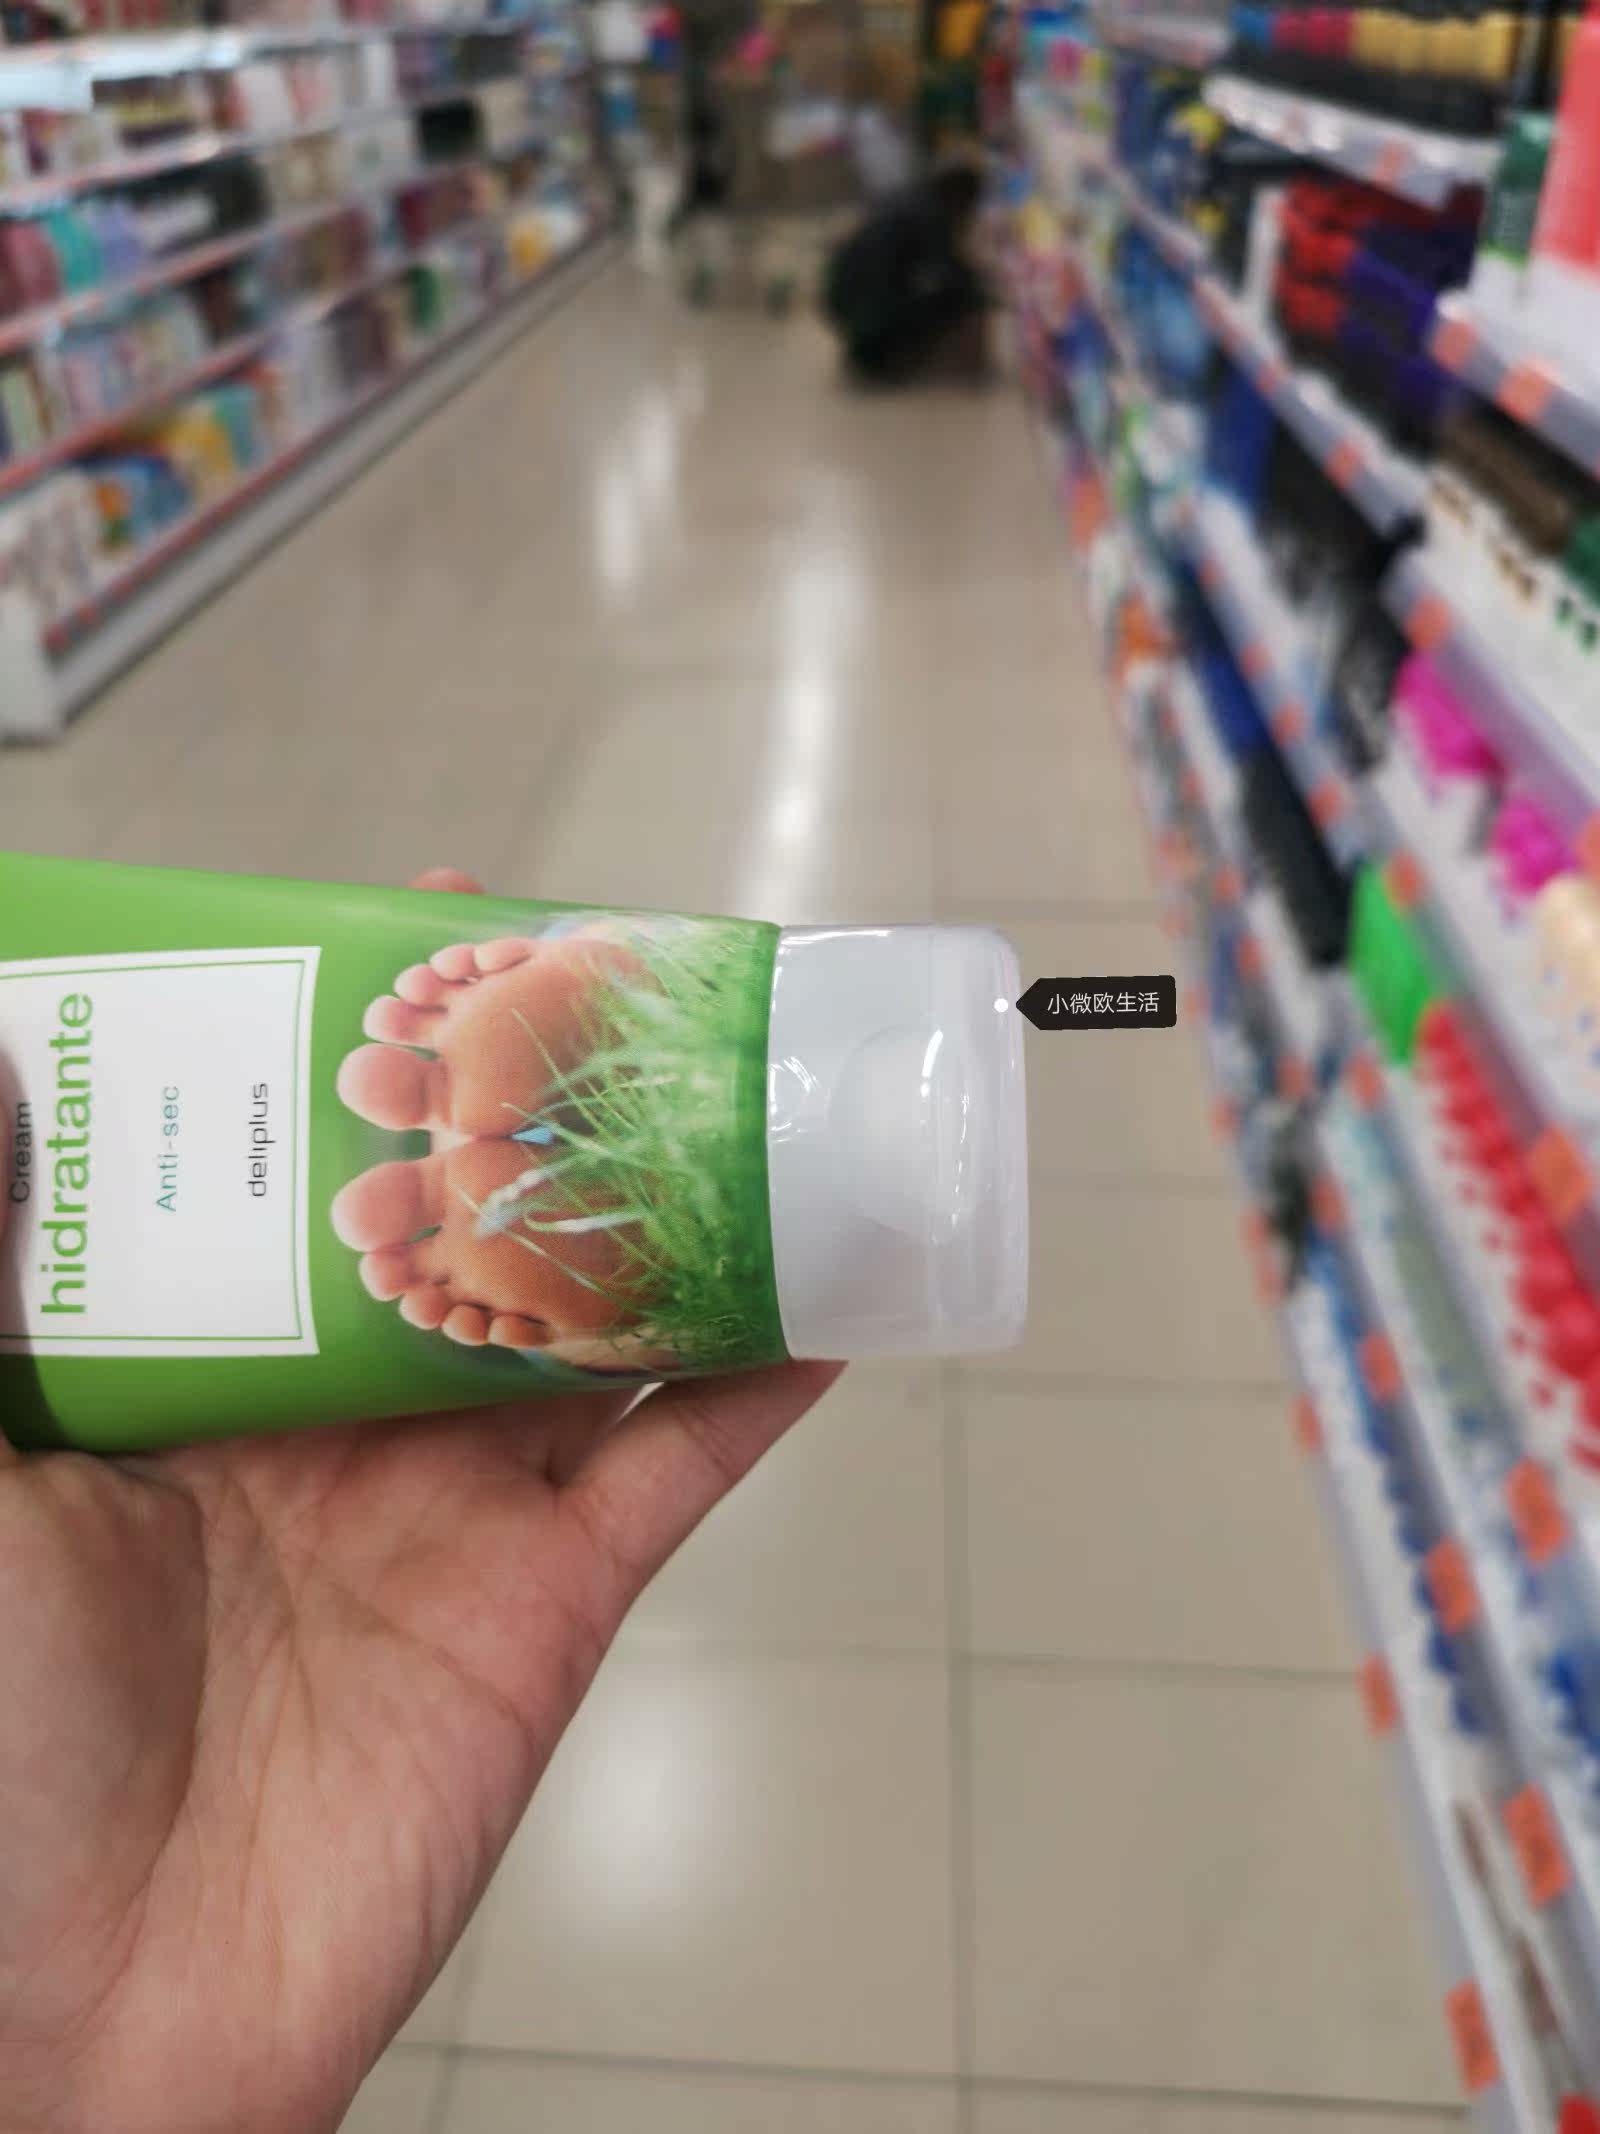 Cream
hidratante
Anti-sec
deliplus
小微欧生活